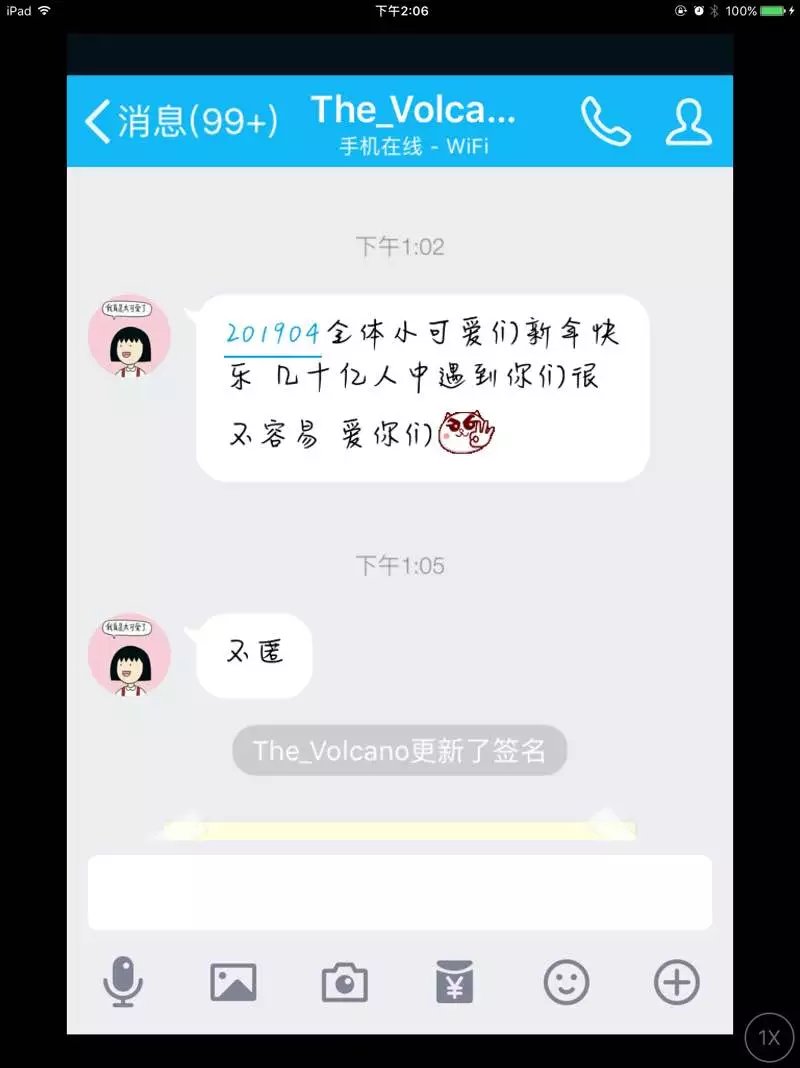 iPad
下午2:06
100%
消息(99+)
The_Volca...
手机在线 - WiFi
下午1:02
我真是太可爱了
201904全体小可爱们新年快
乐 几十亿人中遇到你们很
不容易 爱你们
下午1:05
我真是太可爱了
不匿
The_Volcano更新了签名
¥
1X